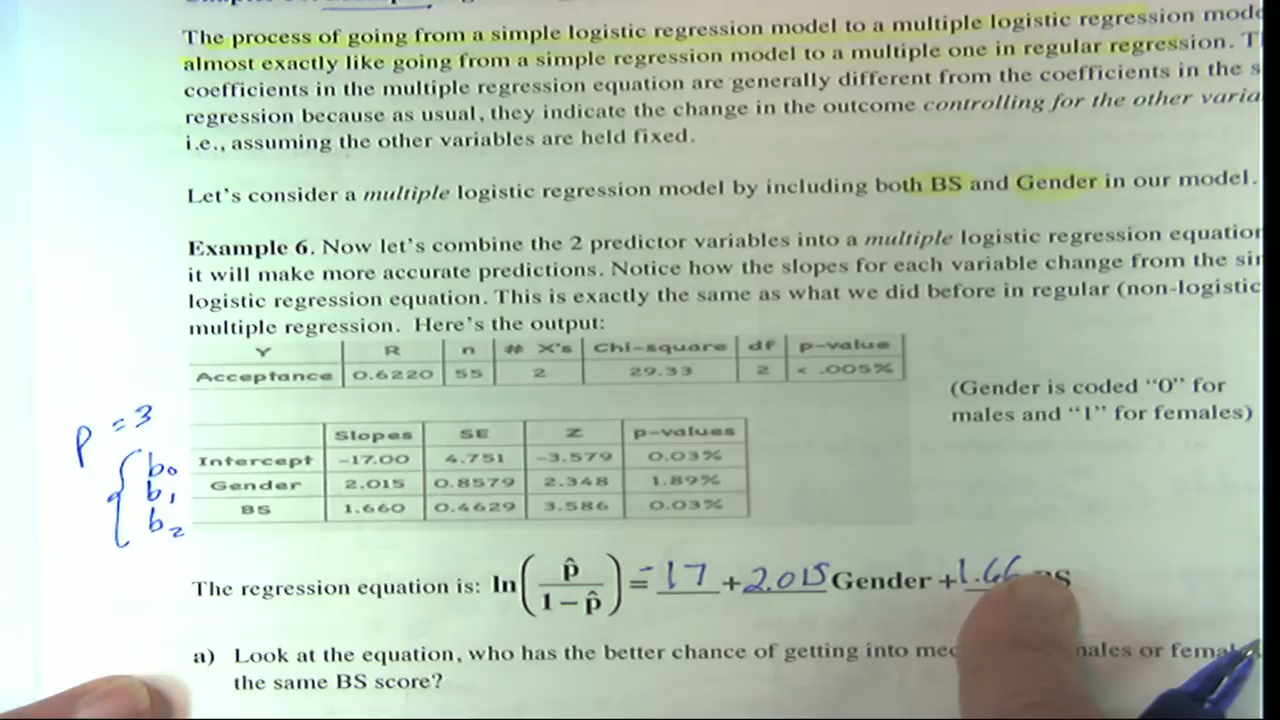 The process of going from a simple logistic regression model to a multiple logistic regression
almost exactly like going from a simple regression model to a multiple one in regular regression.
coefficients in the multiple regression equation are generally different from the coefficients in the
regression because as usual, they indicate the change in the outcome controlling for the other
i.e., assuming the other variables are held fixed.
Let's consider a multiple logistic regression model by including both BS and Gender in our model.
Example 6. Now let's combine the 2 predictor variables into a multiple logistic regression
it will make more accurate predictions. Notice how the slopes for each variable change from the
logistic regression equation. This is exactly the same as what we did before in regular (non-logistic
multiple regression. Here's the output:
Y R n # X's Chi-square df p-value
Acceptance 0.6220 55 2 29.33 2 < .005%
(Gender is coded "0" for
males and "1" for females)
p = 3
b0
b1
b2
Slopes SE Z p-values
Intercept -17.00 4.751 -3.579 0.03%
Gender 2.015 0.8579 2.348 1.89%
BS 1.660 0.4629 3.586 0.03%
The regression equation is: ln(p̂ / 1 − p̂) = -17 + 2.015 Gender + 1.66 BS
a) Look at the equation, who has the better chance of getting into males or
the same BS score?